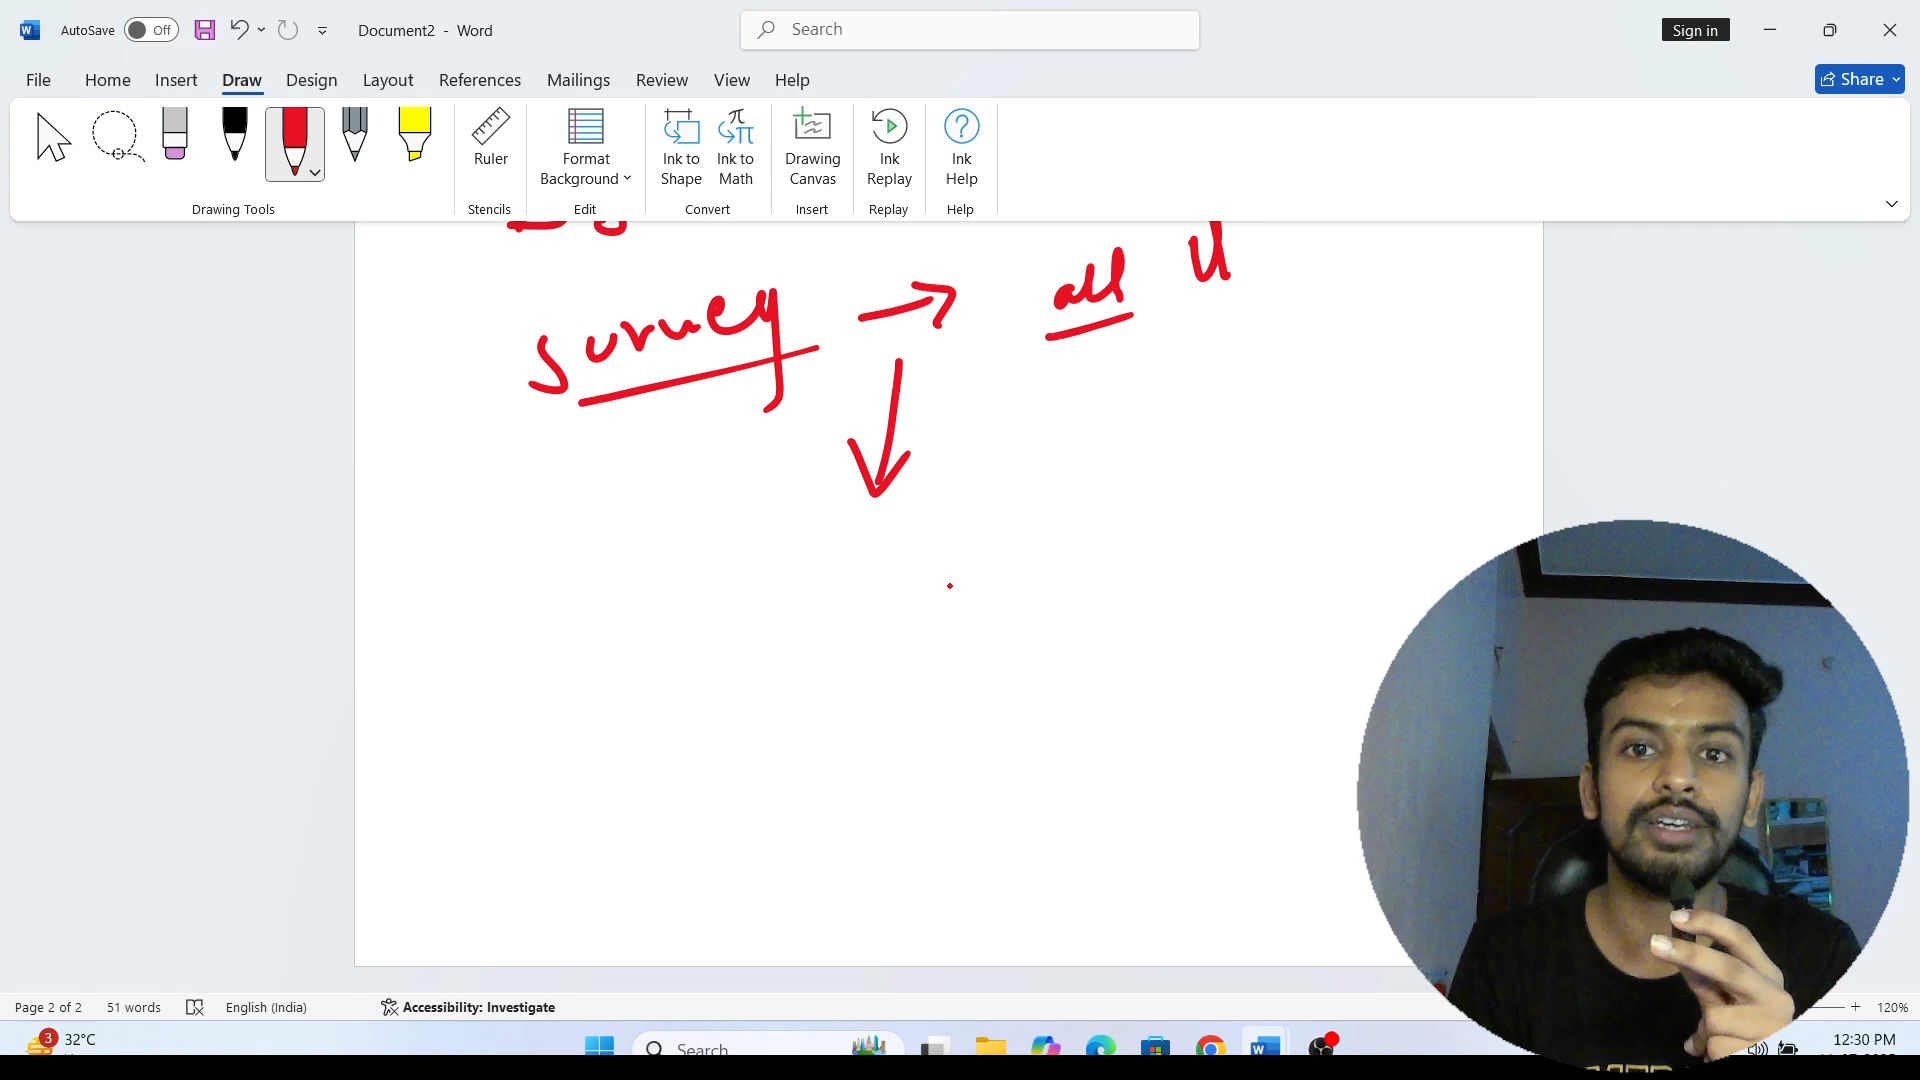 AutoSave Off Document2 - Word Search Sign in
File Home Insert Draw Design Layout References Mailings Review View Help Share
Ruler Format Background Ink to Shape Ink to Math Drawing Canvas Ink Replay Ink Help
Drawing Tools Stencils Edit Convert Insert Replay Help
survey → all
Page 2 of 2 51 words English (India) Accessibility: Investigate 120%
3 32°C Search 12:30 PM